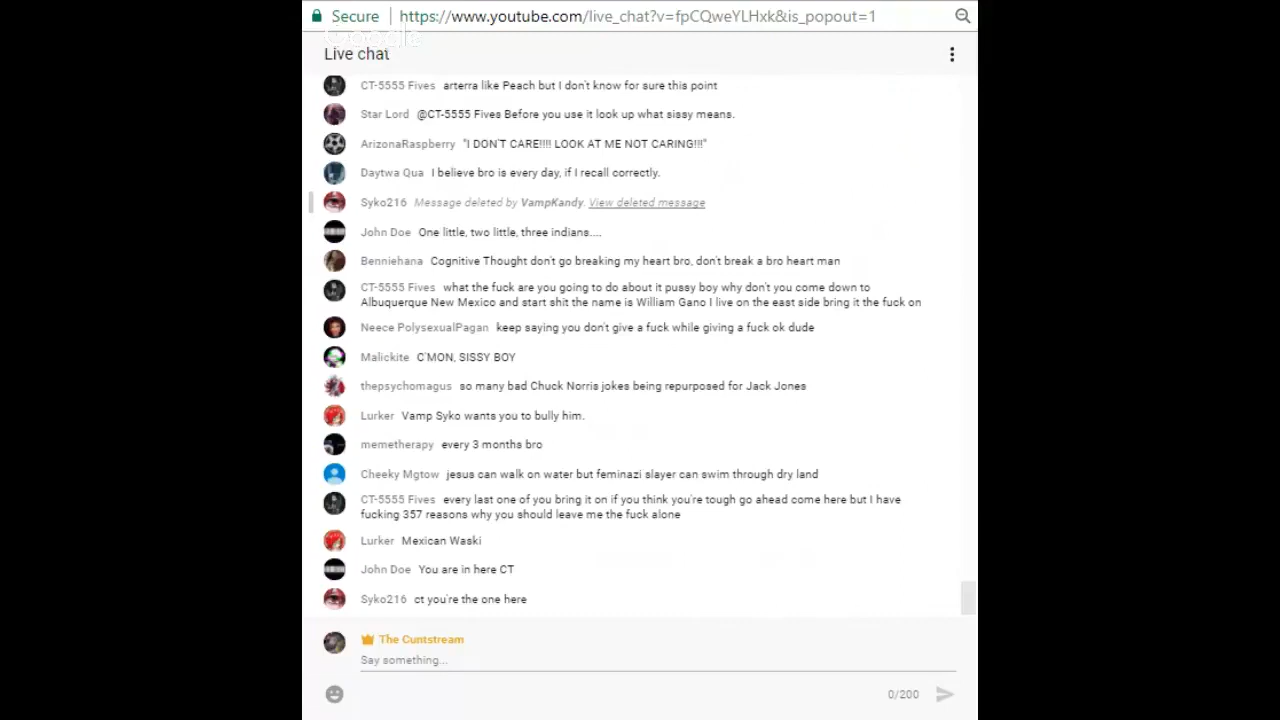 Secure https://www.youtube.com/live_chat?v=fpCQweYLHxk&is_popout=1
Google
Live chat
CT-5555 Fives arterra like Peach but I don't know for sure this point
Star Lord @CT-5555 Fives Before you use it look up what sissy means.
ArizonaRaspberry "I DON'T CARE!!!! LOOK AT ME NOT CARING!!!"
Daytwa Qua I believe bro is every day, if I recall correctly.
Syko216 Message deleted by VampKandy. View deleted message
John Doe One little, two little, three indians....
Benniehana Cognitive Thought don't go breaking my heart bro, don't break a bro heart man
CT-5555 Fives what the fuck are you going to do about it pussy boy why don't you come down to
Albuquerque New Mexico and start shit the name is William Gano I live on the east side bring it the fuck on
Neece PolysexualPagan keep saying you don't give a fuck while giving a fuck ok dude
Malickite C'MON, SISSY BOY
thepsychomagus so many bad Chuck Norris jokes being repurposed for Jack Jones
Lurker Vamp Syko wants you to bully him.
memetherapy every 3 months bro
Cheeky Mgtow jesus can walk on water but feminazi slayer can swim through dry land
CT-5555 Fives every last one of you bring it on if you think you're tough go ahead come here but I have
fucking 357 reasons why you should leave me the fuck alone
Lurker Mexican Waski
John Doe You are in here CT
Syko216 ct you're the one here
The Cuntstream
Say something...
0/200